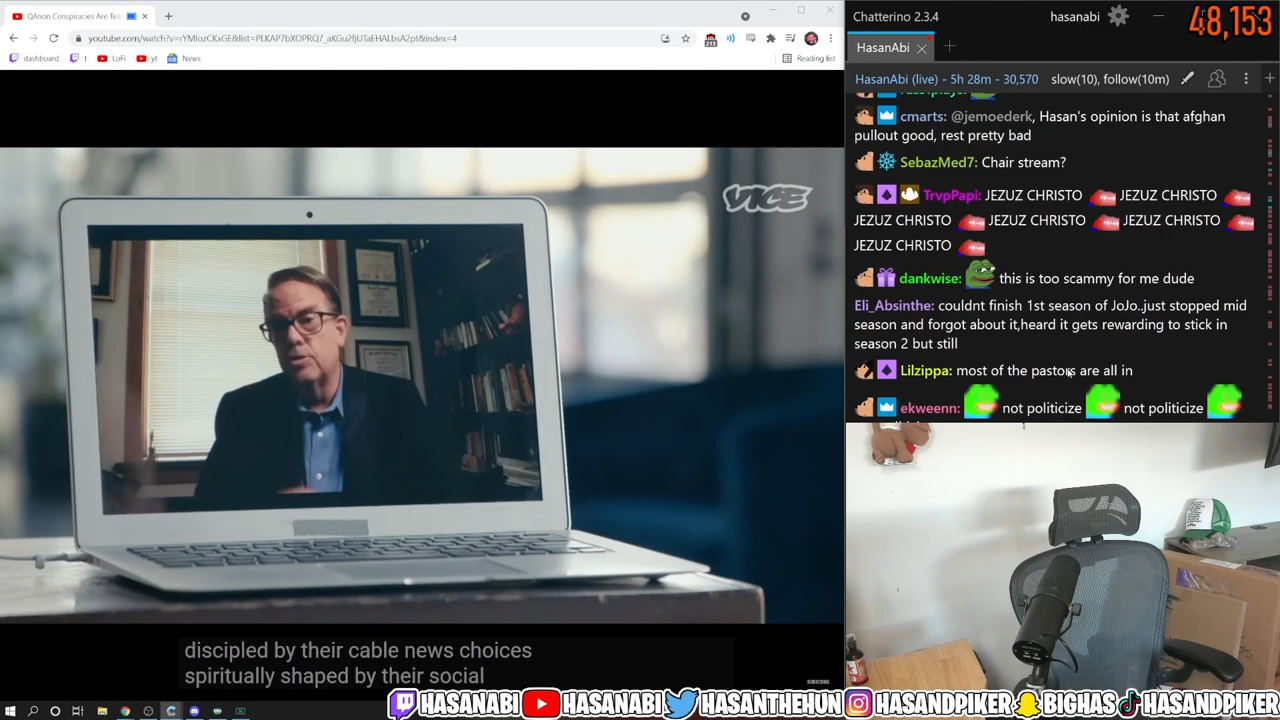 QAnon Conspiracies Are Tea
youtube.com/watch?v=rYMIozCKxGE&list=PLKAP7bXOPRQ7_aKGu2fjUTaEHALbsA2pt&index=4
213
dashboard
t
LoFi
yt
News
Reading list
VICE
discipled by their cable news choices
spiritually shaped by their social
SUBSCRIBE
Chatterino 2.3.4
hasanabi
48,153
HasanAbi
HasanAbi (live) - 5h 28m - 30,570
slow(10), follow(10m)
cmarts: @jemoederk, Hasan's opinion is that afghan
pullout good, rest pretty bad
SebazMed7: Chair stream?
TrvpPapi: JEZUZ CHRISTO JEZUZ CHRISTO
JEZUZ CHRISTO JEZUZ CHRISTO JEZUZ CHRISTO
JEZUZ CHRISTO
dankwise: this is too scammy for me dude
Eli_Absinthe: couldnt finish 1st season of JoJo..just stopped mid
season and forgot about it,heard it gets rewarding to stick in
season 2 but still
Lilzippa: most of the pastors are all in
ekweenn: not politicize not politicize
HASANABI HASANABI HASANTHEHUN HASANDPIKER BIGHAS HASANDPIKER